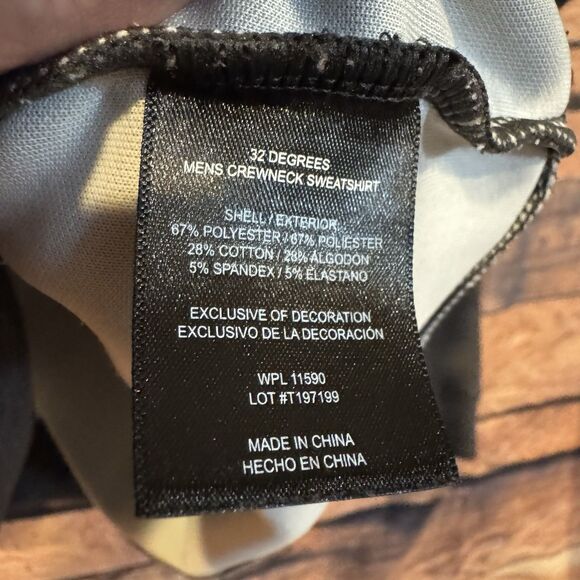 32 DEGREES
MENS CREWNECK SWEATSHIRT
SHELL / EXTERIOR
67% POLYESTER / 67% POLIESTER
28% COTTON / 28% ALGODÓN
5% SPANDEX / 5% ELASTANO
EXCLUSIVE OF DECORATION
EXCLUSIVO DE LA DECORACIÓN
WPL 11590
LOT #T197199
MADE IN CHINA
HECHO EN CHINA